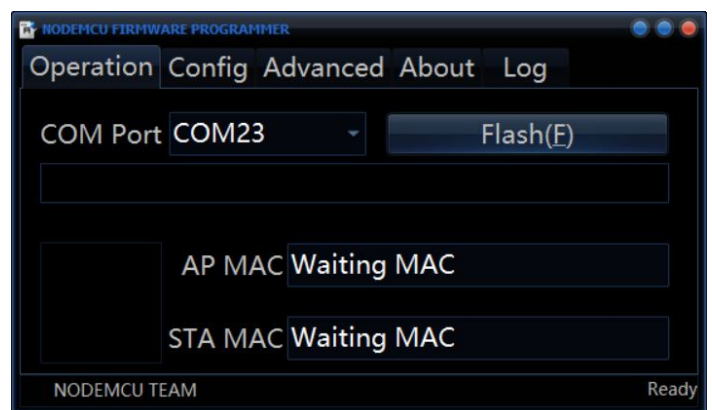 NODEMCU FIRMWARE PROGRAMMER
Operation Config Advanced About Log
COM Port COM23 Flash(F)
AP MAC Waiting MAC
STA MAC Waiting MAC
NODEMCU TEAM Ready